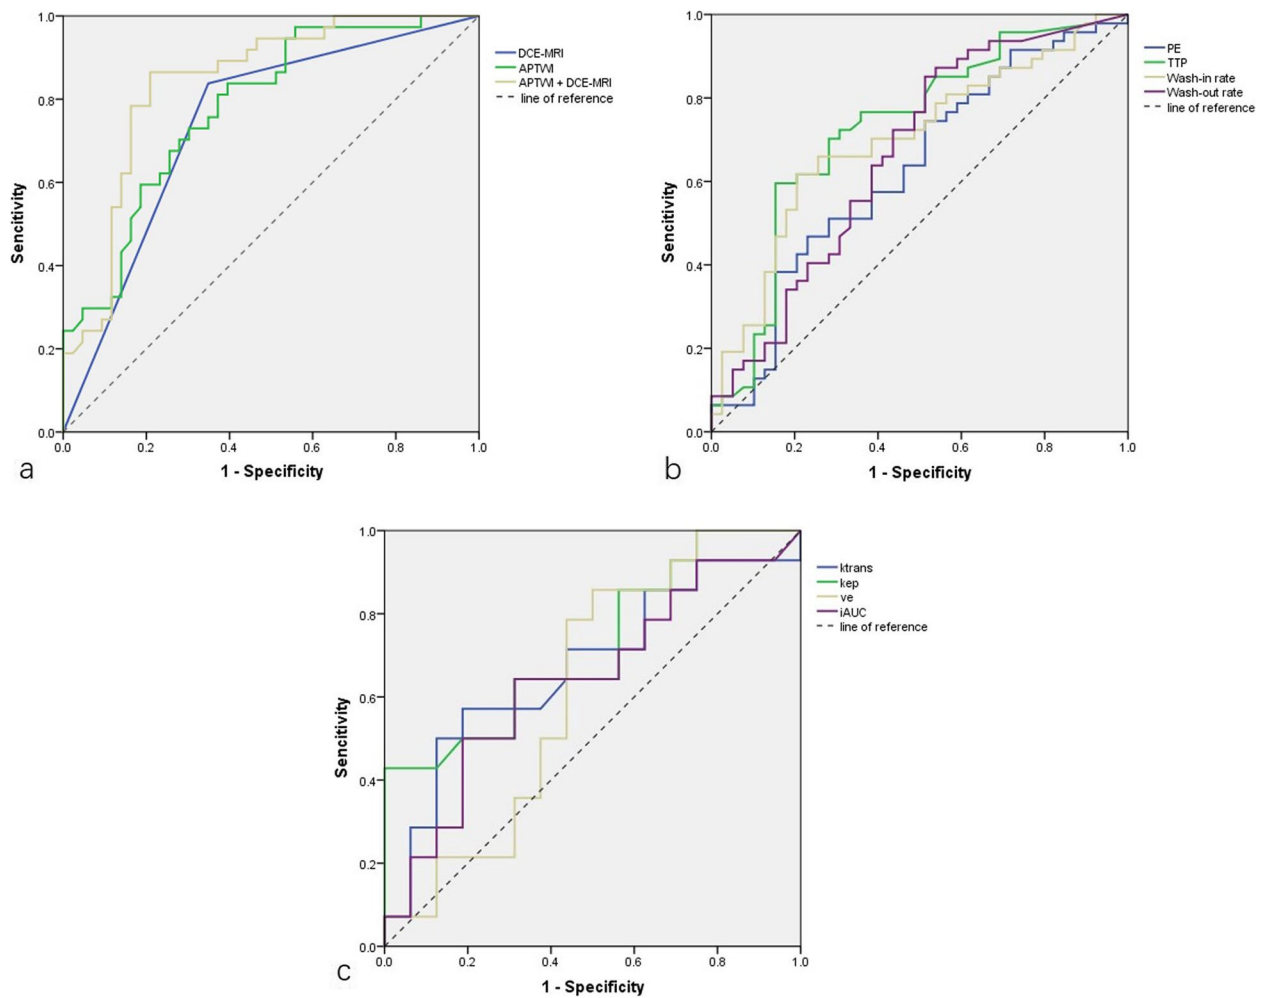 1.0
0.8
0.6
0.4
0.2
0.0
Sencitivity
0.0 0.2 0.4 0.6 0.8 1.0
1 - Specificity
DCE-MRI
APTWI
APTWI + DCE-MRI
line of reference
a
1.0
0.8
0.6
0.4
0.2
0.0
Sencitivity
0.0 0.2 0.4 0.6 0.8 1.0
1 - Specificity
PE
TTP
Wash-in rate
Wash-out rate
line of reference
b
1.0
0.8
0.6
0.4
0.2
0.0
Sencitivity
0.0 0.2 0.4 0.6 0.8 1.0
1 - Specificity
ktrans
kep
ve
iAUC
line of reference
c